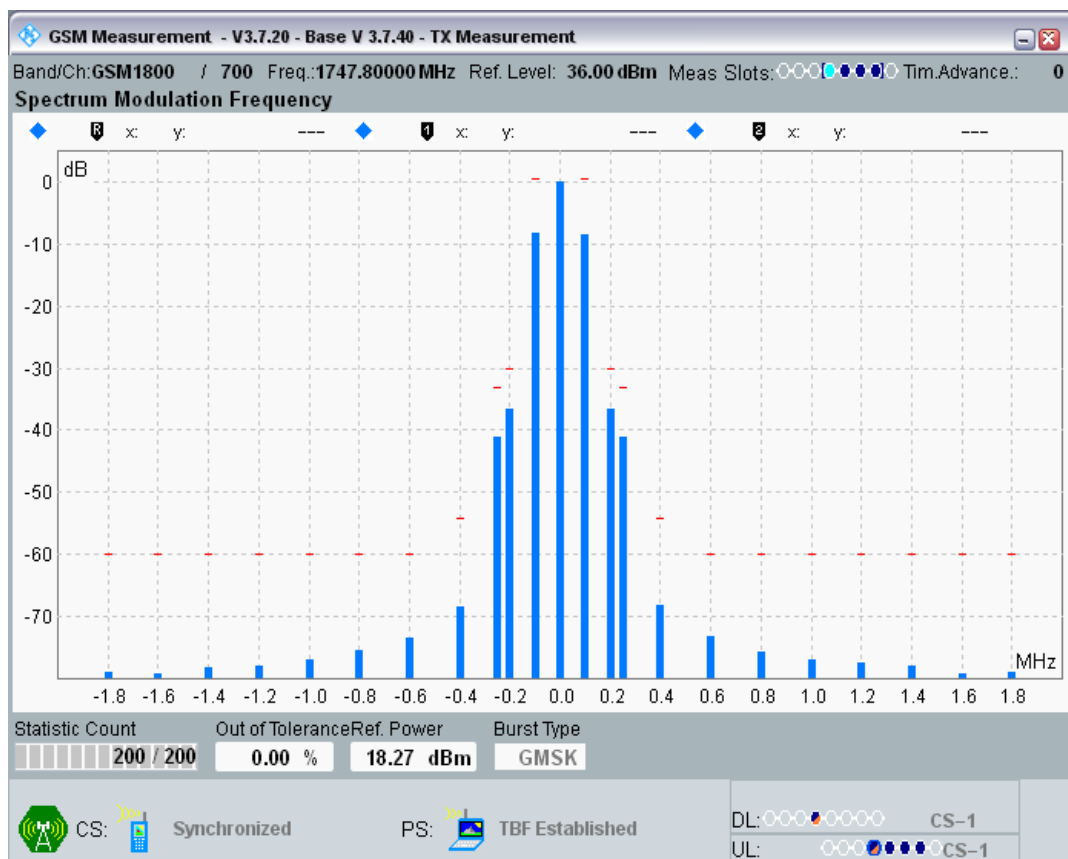 GSM Measurement - V3.7.20 - Base V 3.7.40 - TX Measurement
Band/Ch:GSM1800 / 700 Freq.:1747.80000 MHz Ref. Level: 36.00 dBm Meas Slots: Tim.Advance.: 0
Spectrum Modulation Frequency
R x: y: --- 1 x: y: --- 2 x: y: ---
dB
0
-10
-20
-30
-40
-50
-60
-70
MHz
-1.8 -1.6 -1.4 -1.2 -1.0 -0.8 -0.6 -0.4 -0.2 0.0 0.2 0.4 0.6 0.8 1.0 1.2 1.4 1.6 1.8
Statistic Count Out of Tolerance Ref. Power Burst Type
200 / 200 0.00 % 18.27 dBm GMSK
CS: Synchronized PS: TBF Established
DL: CS-1
UL: CS-1